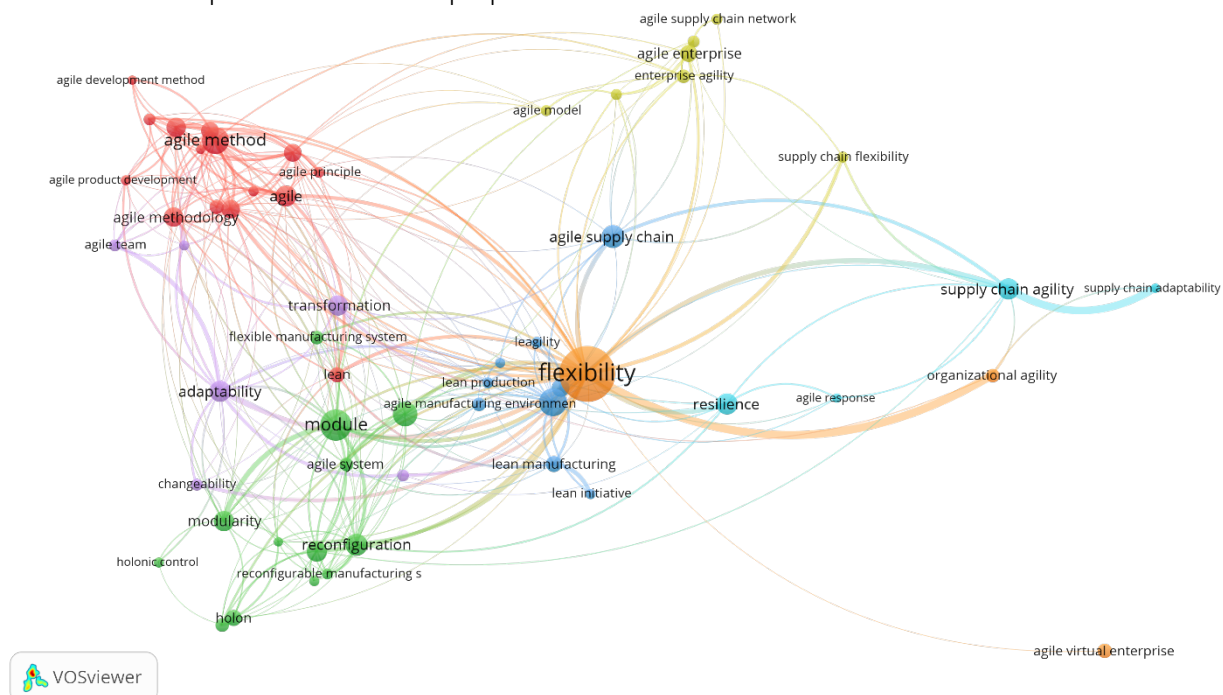 agile supply chain network
agile enterprise
enterprise agility
agile development method
agile model
agile method
supply chain flexibility
agile principle
agile product development
agile
agile methodology
agile team
agile supply chain
supply chain agility
supply chain adaptability
transformation
flexible manufacturing system
leagility
flexibility
lean
lean production
organizational agility
adaptability
agile manufacturing environmen
resilience
agile response
module
agile system
lean manufacturing
changeability
lean initiative
modularity
reconfiguration
holonic control
reconfigurable manufacturing s
holon
agile virtual enterprise
VOSviewer